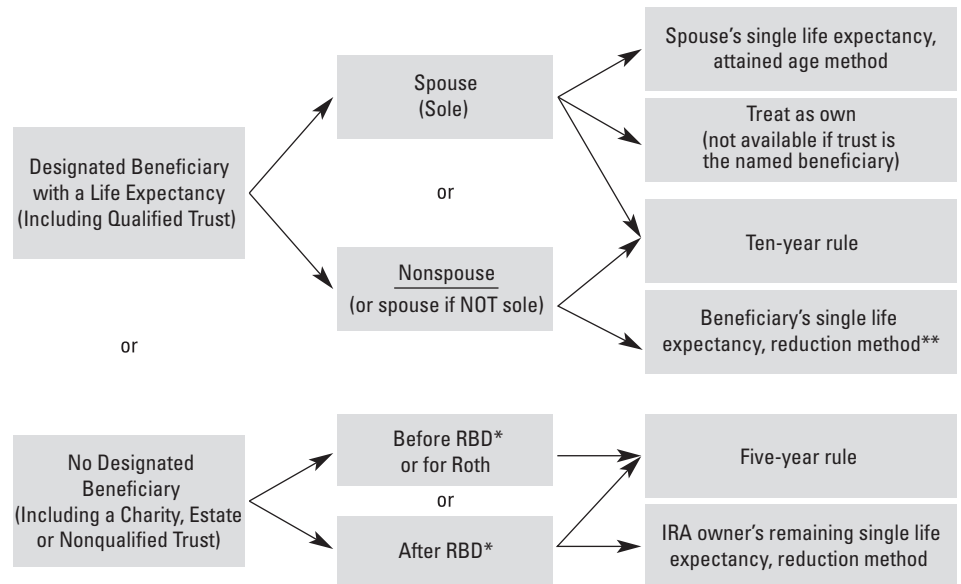 Designated Beneficiary
with a Life Expectancy
(Including Qualified Trust)
or
No Designated
Beneficiary
(Including a Charity, Estate
or Nonqualified Trust)
Spouse
(Sole)
or
Nonspouse
(or spouse if NOT sole)
Before RBD*
or for Roth
or
After RBD*
Spouse's single life expectancy,
attained age method
Treat as own
(not available if trust is
the named beneficiary)
Ten-year rule
Beneficiary's single life
expectancy, reduction method**
Five-year rule
IRA owner's remaining single life
expectancy, reduction method